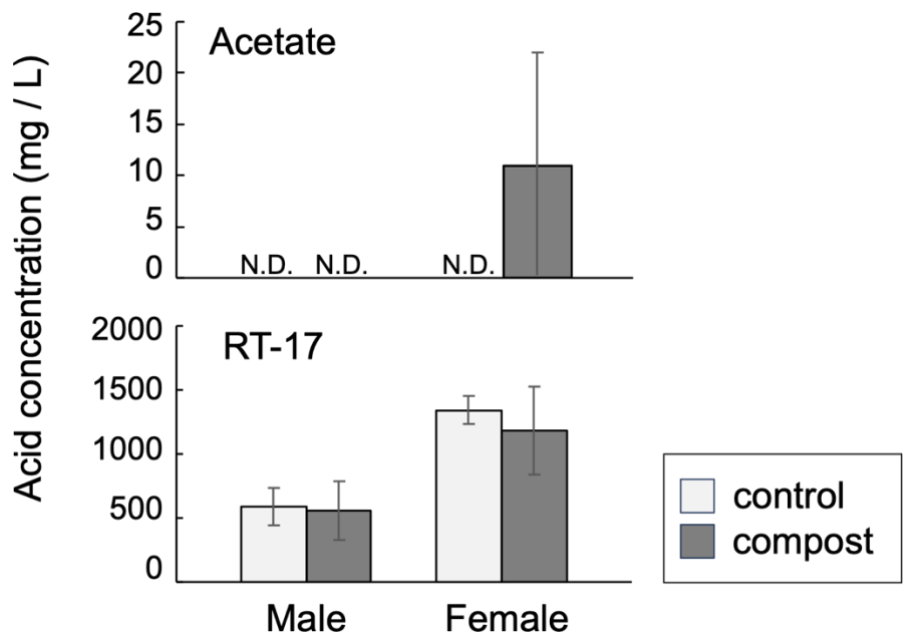 Acid concentration (mg / L)
Acetate
25
20
15
10
5
0
N.D. N.D. N.D.
RT-17
2000
1500
1000
500
0
Male Female
control
compost